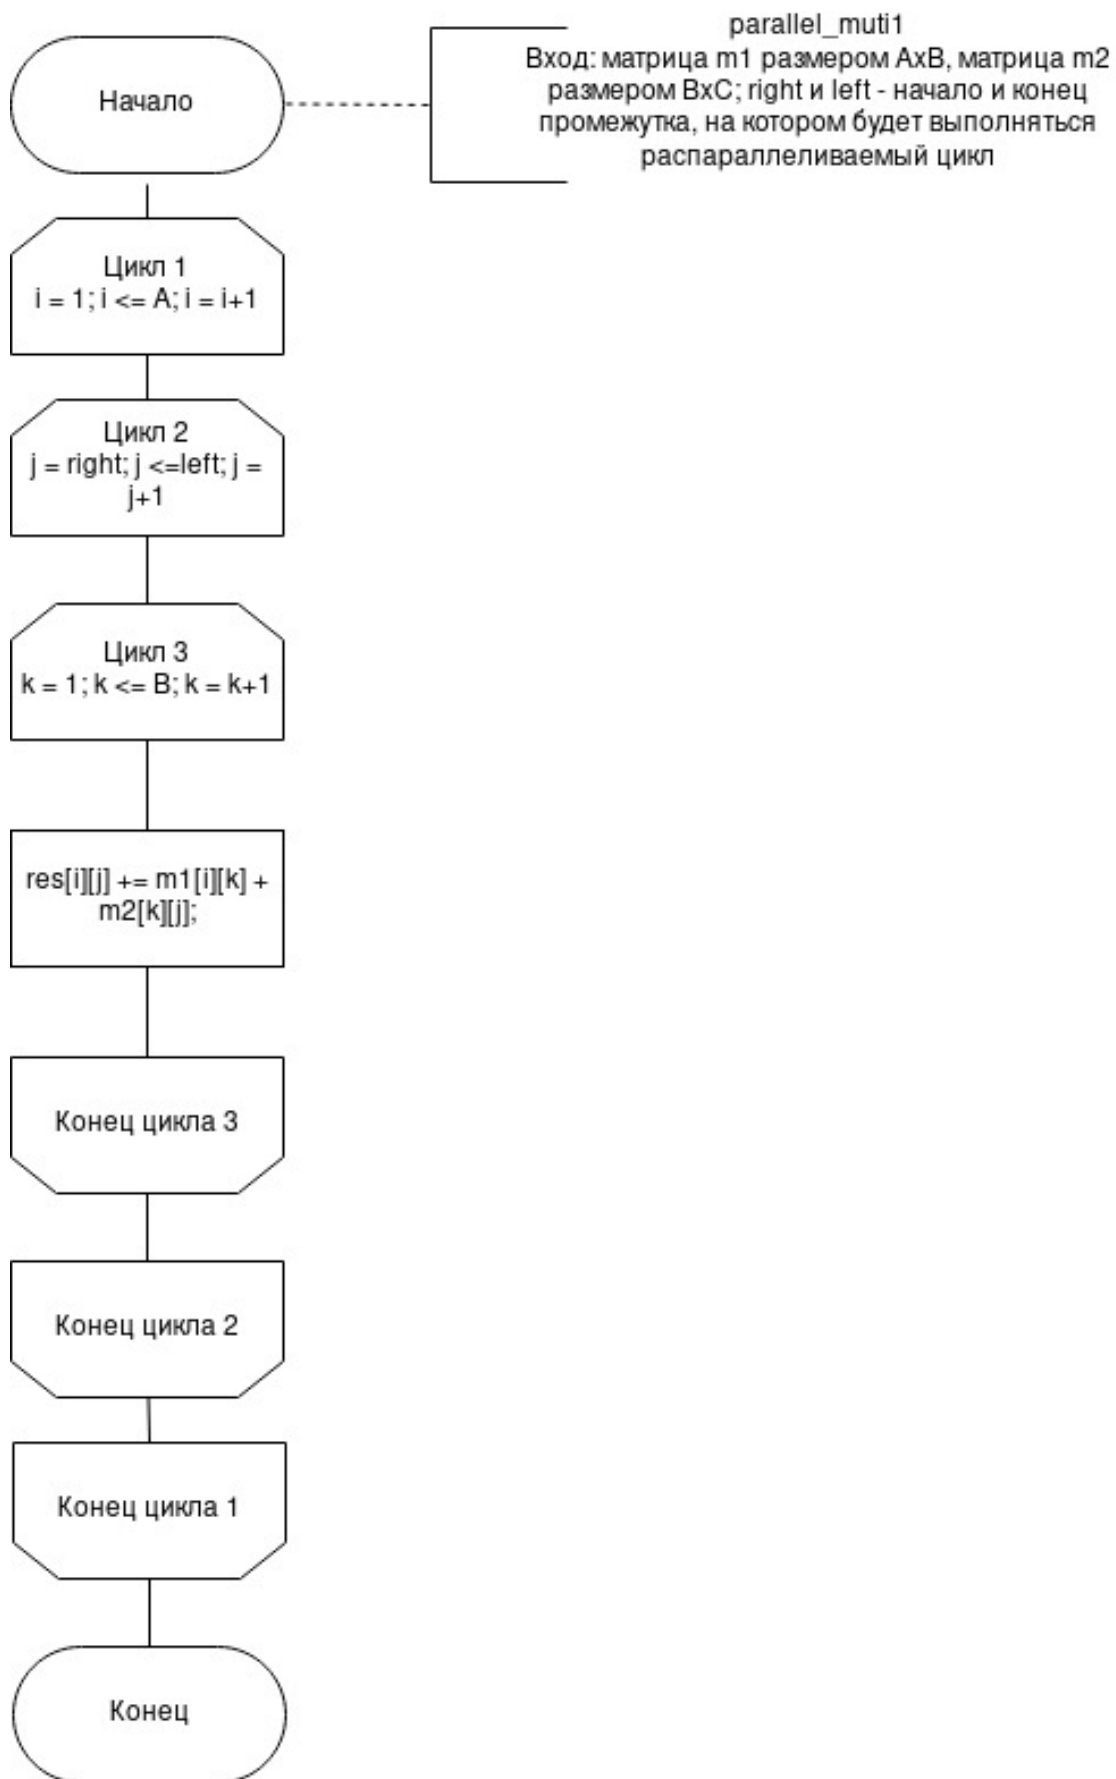 parallel_muti1
Вход: матрица m1 размером AxB, матрица m2
размером BxC; right и left - начало и конец
промежутка, на котором будет выполняться
распараллеливаемый цикл
Начало
Цикл 1
i = 1; i <= A; i = i+1
Цикл 2
j = right; j <=left; j =
j+1
Цикл 3
k = 1; k <= B; k = k+1
res[i][j] += m1[i][k] +
m2[k][j];
Конец цикла 3
Конец цикла 2
Конец цикла 1
Конец